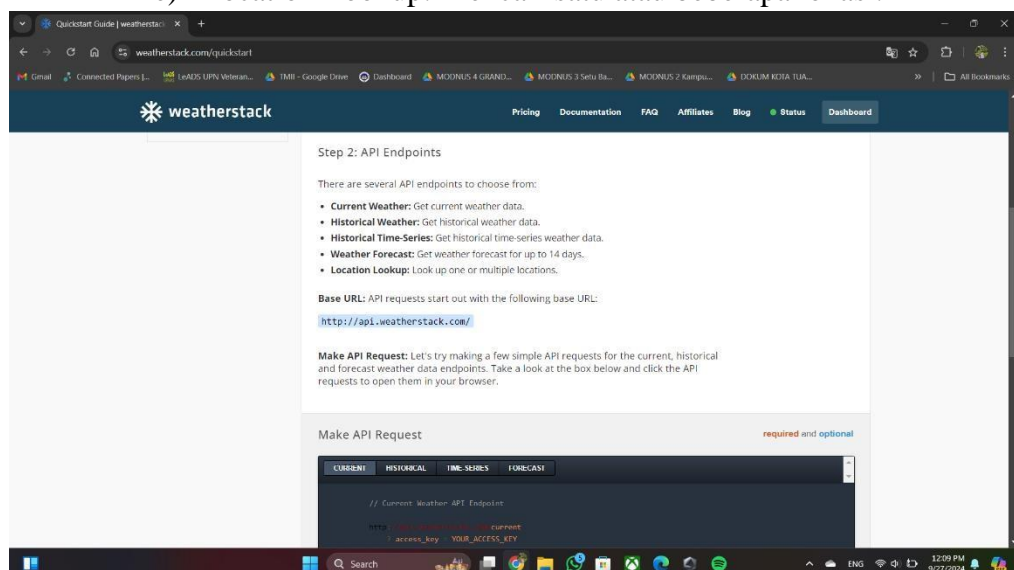 Quickstart Guide | weatherstac
weatherstack.com/quickstart
Gmail Connected Papers |... LeADS UPN Veteran... TMII - Google Drive Dashboard MODNUS 4 GRAND... MODNUS 3 Setu Ba... MODNUS 2 Kampu... DOKUM KOTA TUA... » All Bookmarks
weatherstack Pricing Documentation FAQ Affiliates Blog Status Dashboard
Step 2: API Endpoints
There are several API endpoints to choose from:
• Current Weather: Get current weather data.
• Historical Weather: Get historical weather data.
• Historical Time-Series: Get historical time-series weather data.
• Weather Forecast: Get weather forecast for up to 14 days.
• Location Lookup: Look up one or multiple locations.
Base URL: API requests start out with the following base URL:
http://api.weatherstack.com/
Make API Request: Let's try making a few simple API requests for the current, historical
and forecast weather data endpoints. Take a look at the box below and click the API
requests to open them in your browser.
Make API Request required and optional
CURRENT HISTORICAL TIME-SERIES FORECAST
// Current Weather API Endpoint
current
? access_key = YOUR_ACCESS_KEY
Search ENG 12:09 PM
9/27/2024